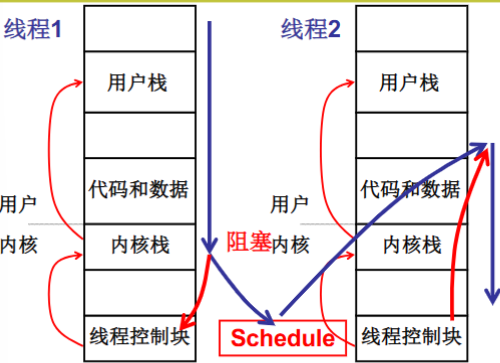 线程1
线程2
用户栈
用户栈
代码和数据
代码和数据
用户
用户
内核
内核栈
阻塞
内核
内核栈
线程控制块
Schedule
线程控制块